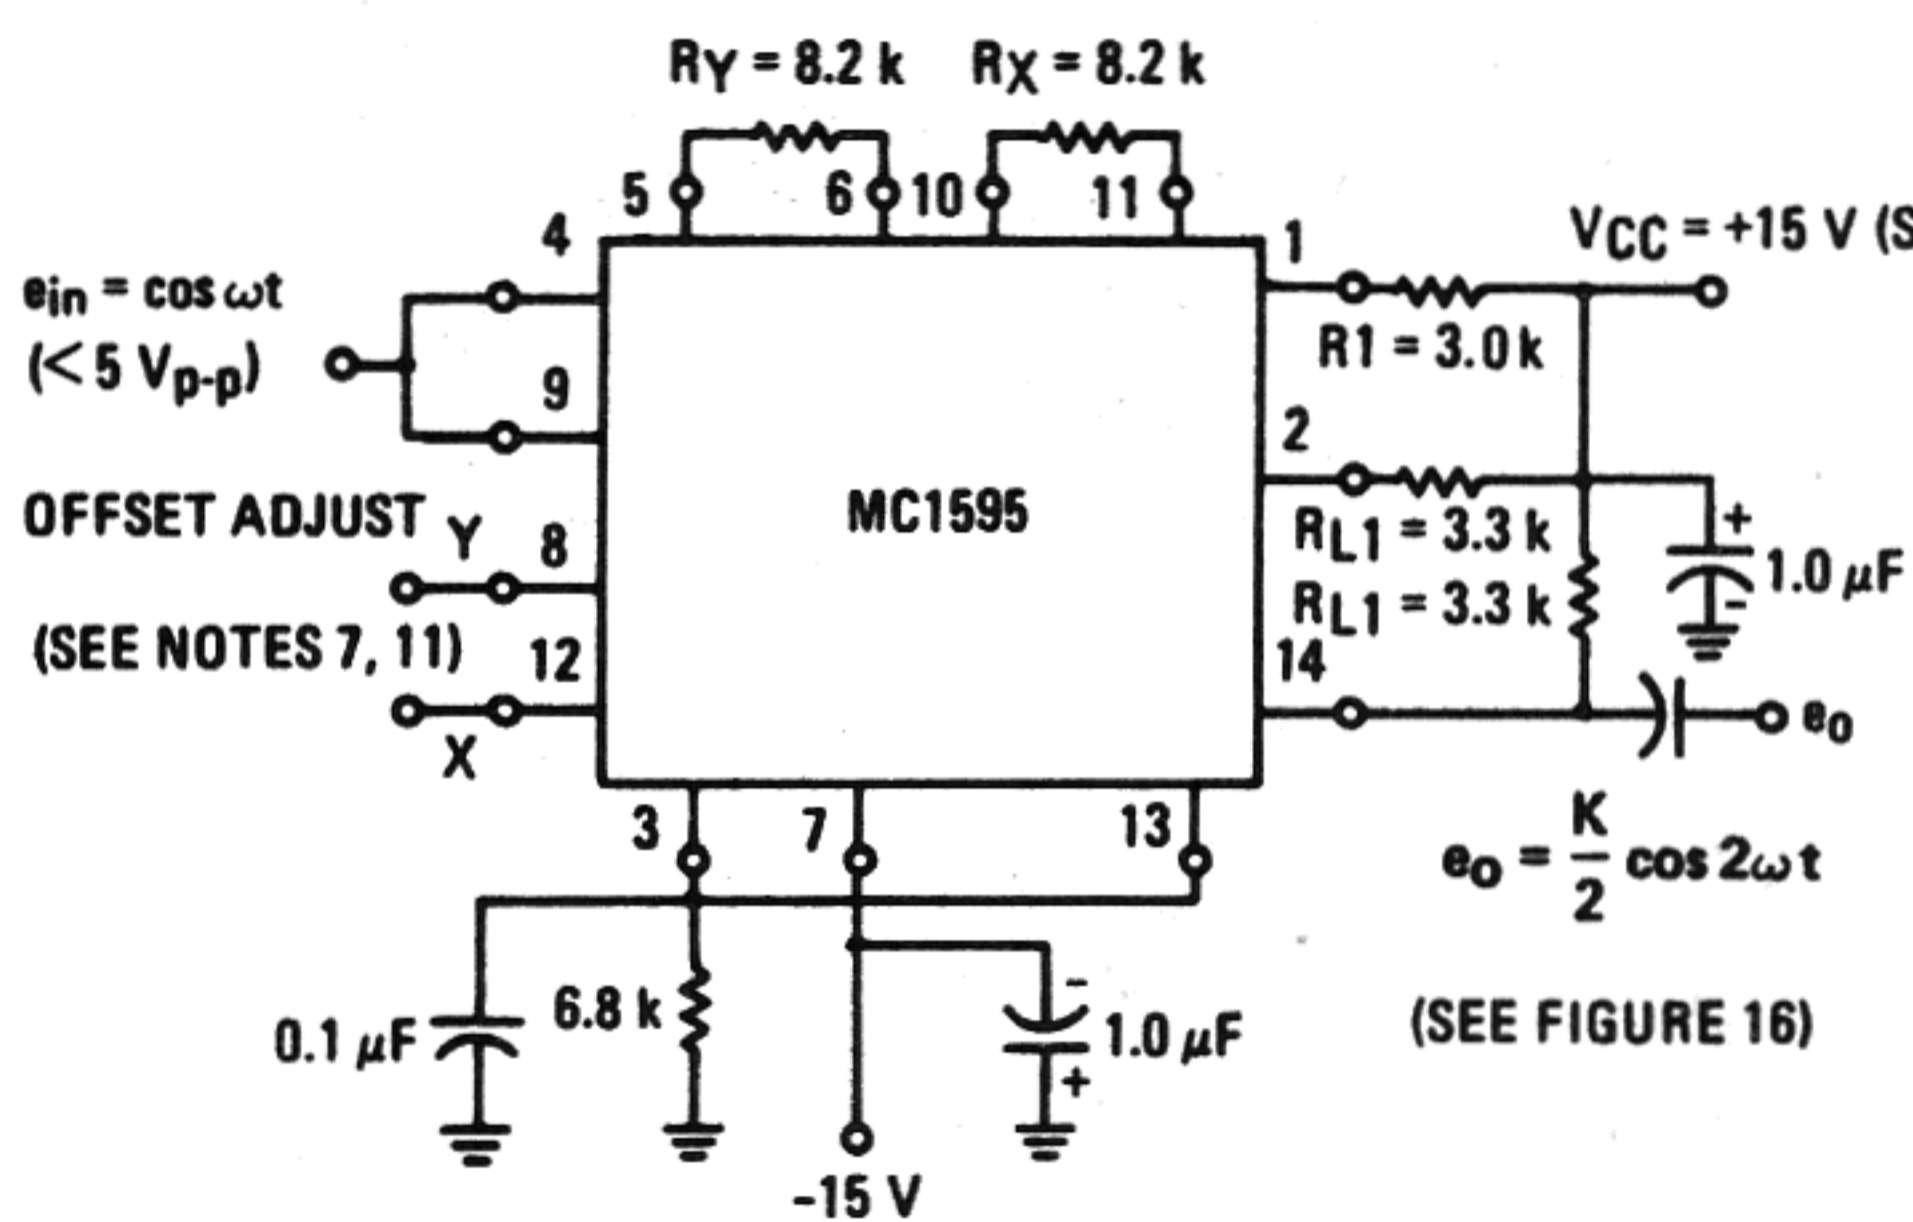 RY = 8.2 k
RX = 8.2 k
5
6
10
11
4
1
VCC = +15 V (S
ein = cos ωt
(< 5 Vp-p)
R1 = 3.0 k
9
2
OFFSET ADJUST
Y
8
MC1595
RL1 = 3.3 k
+
1.0 μF
-
RL1 = 3.3 k
(SEE NOTES 7, 11)
12
14
X
eo
3
7
13
eo = K/2 cos 2ωt
0.1 μF
6.8 k
-
1.0 μF
+
(SEE FIGURE 16)
-15 V